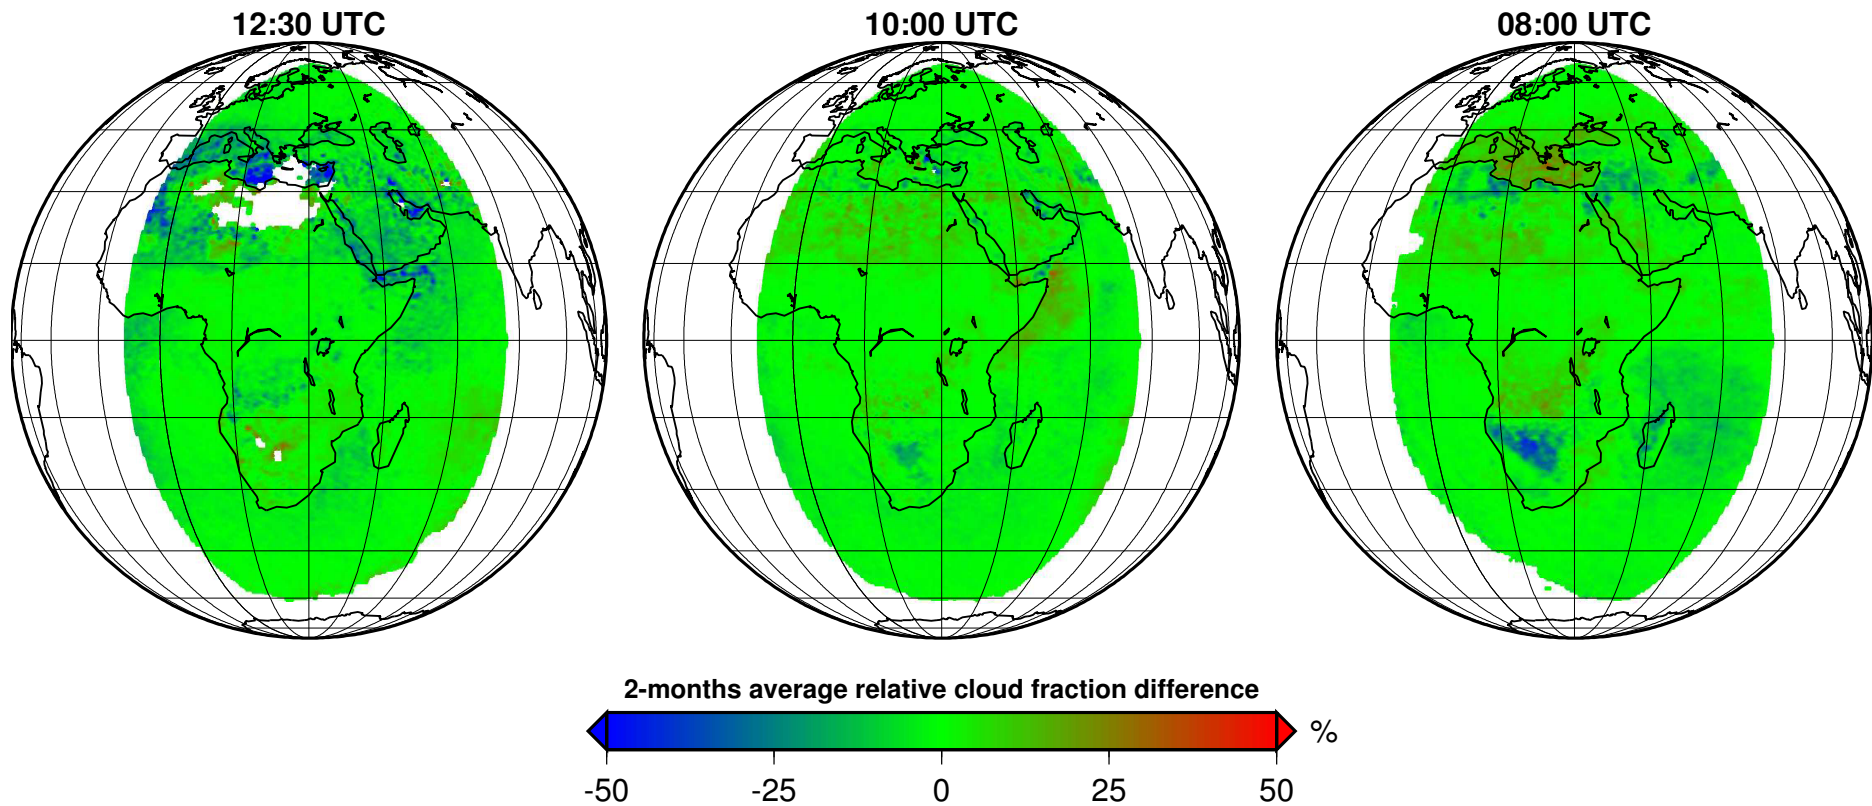 12:30 UTC
10:00 UTC
08:00 UTC
2-months average relative cloud fraction difference
%
-50
-25
0
25
50